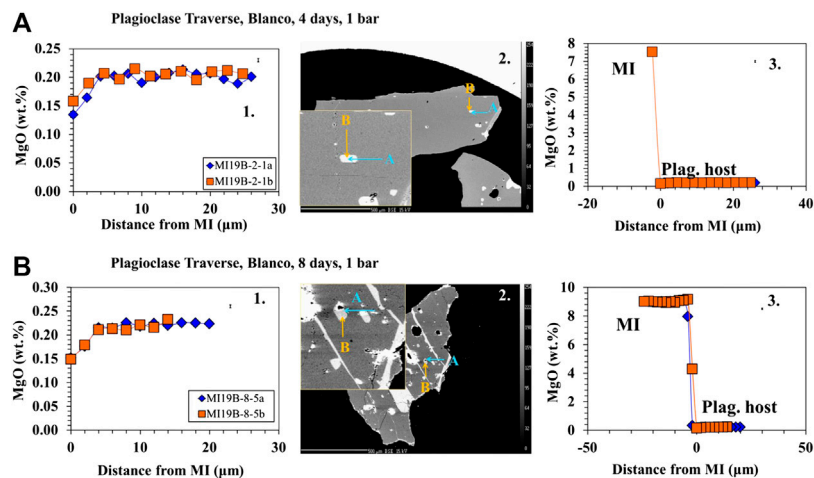 Plagioclase Traverse, Blanco, 4 days, 1 bar
A
0.25
0.20
0.15
0.10
0.05
0.00
MgO (wt.%)
0 10 20 30
Distance from MI (µm)
1.
MI19B-2-1a
MI19B-2-1b
2.
B
A
B
A
8
7
6
5
4
3
2
1
0
MgO (wt.%)
-20 0 20 40
Distance from MI (µm)
MI
Plag. host
3.
Plagioclase Traverse, Blanco, 8 days, 1 bar
B
0.30
0.25
0.20
0.15
0.10
0.05
0.00
MgO (wt.%)
0 10 20 30
Distance from MI (µm)
1.
MI19B-8-5a
MI19B-8-5b
2.
A
B
A
B
10
8
6
4
2
0
MgO (wt.%)
-50 0 50
Distance from MI (µm)
MI
Plag. host
3.